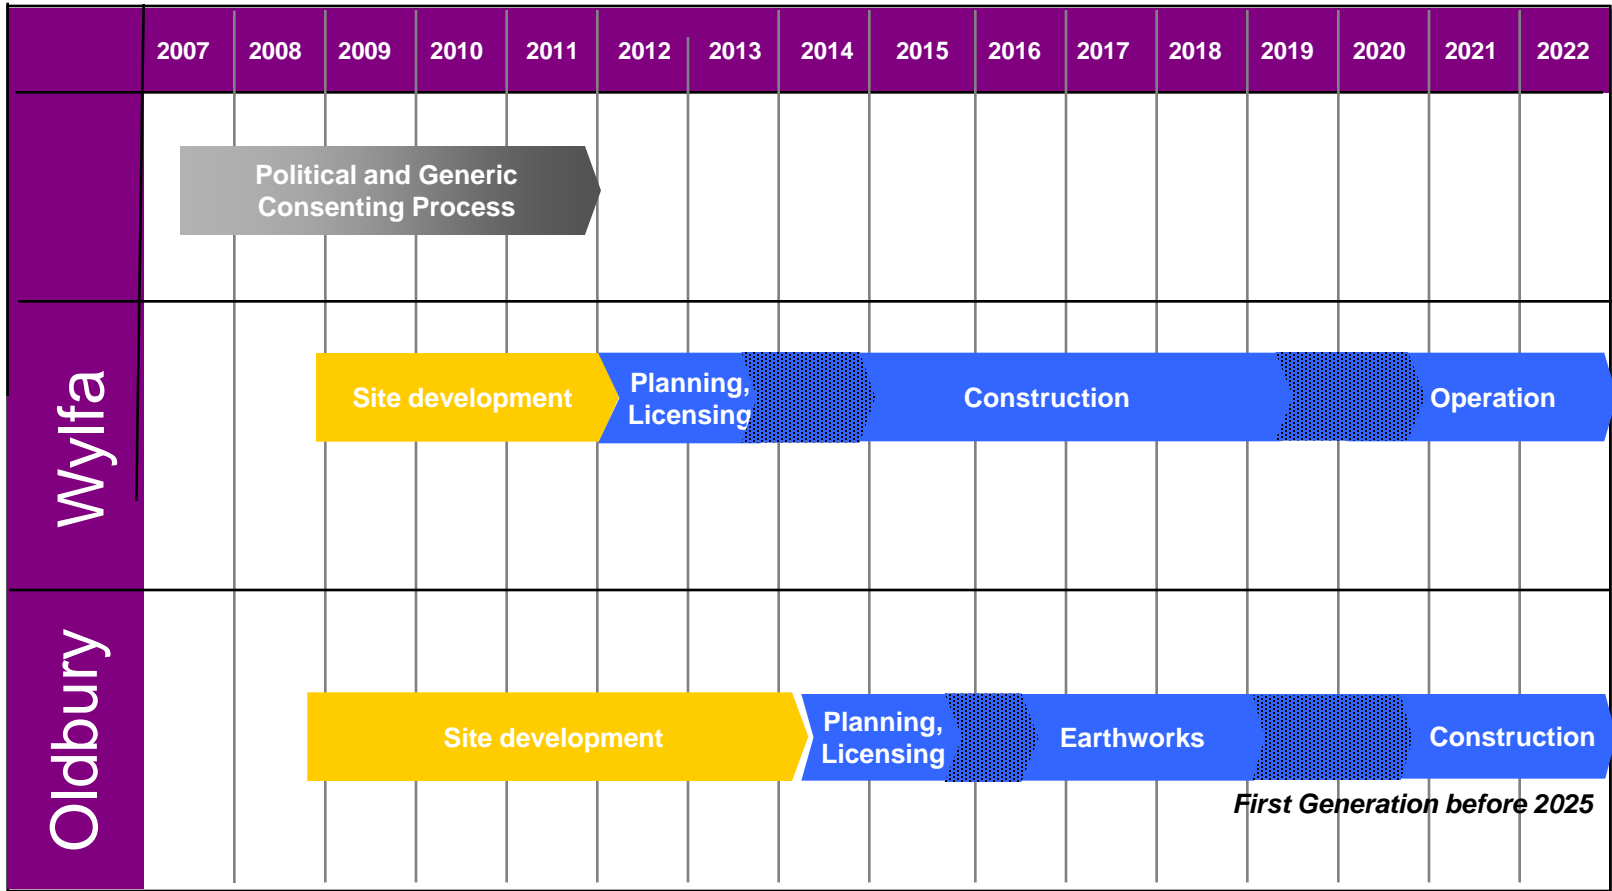 2007 2008 2009 2010 2011 2012 2013 2014 2015 2016 2017 2018 2019 2020 2021 2022
Political and Generic
Consenting Process
Wylfa
Site development
Planning,
Licensing
Construction
Operation
Oldbury
Site development
Planning,
Licensing
Earthworks
Construction
First Generation before 2025